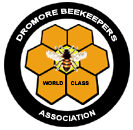 DROMORE BEEKEEPERS
WORLD CLASS
ASSOCIATION